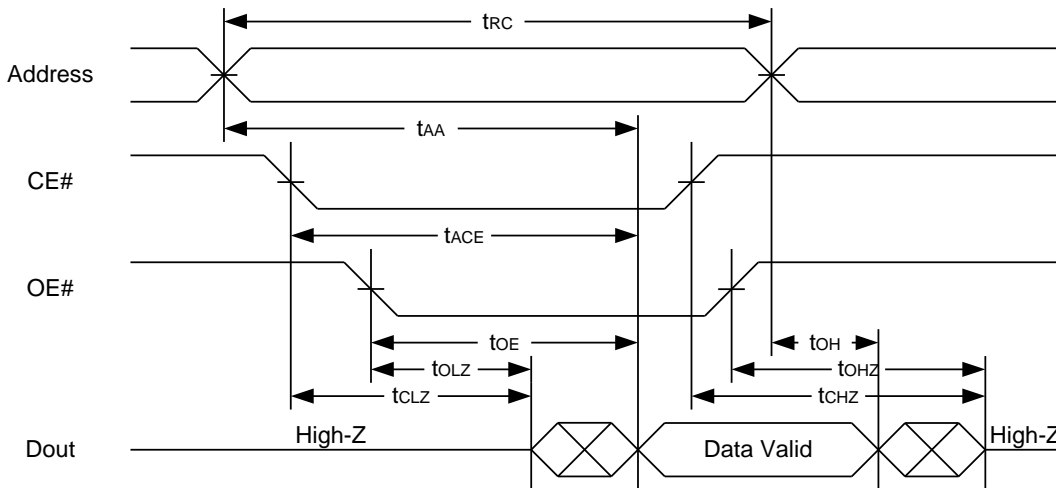 tRC
Address
tAA
CE#
tACE
OE#
tOE
tOH
tOLZ
tOHZ
tCLZ
tCHZ
Dout
High-Z
Data Valid
High-Z